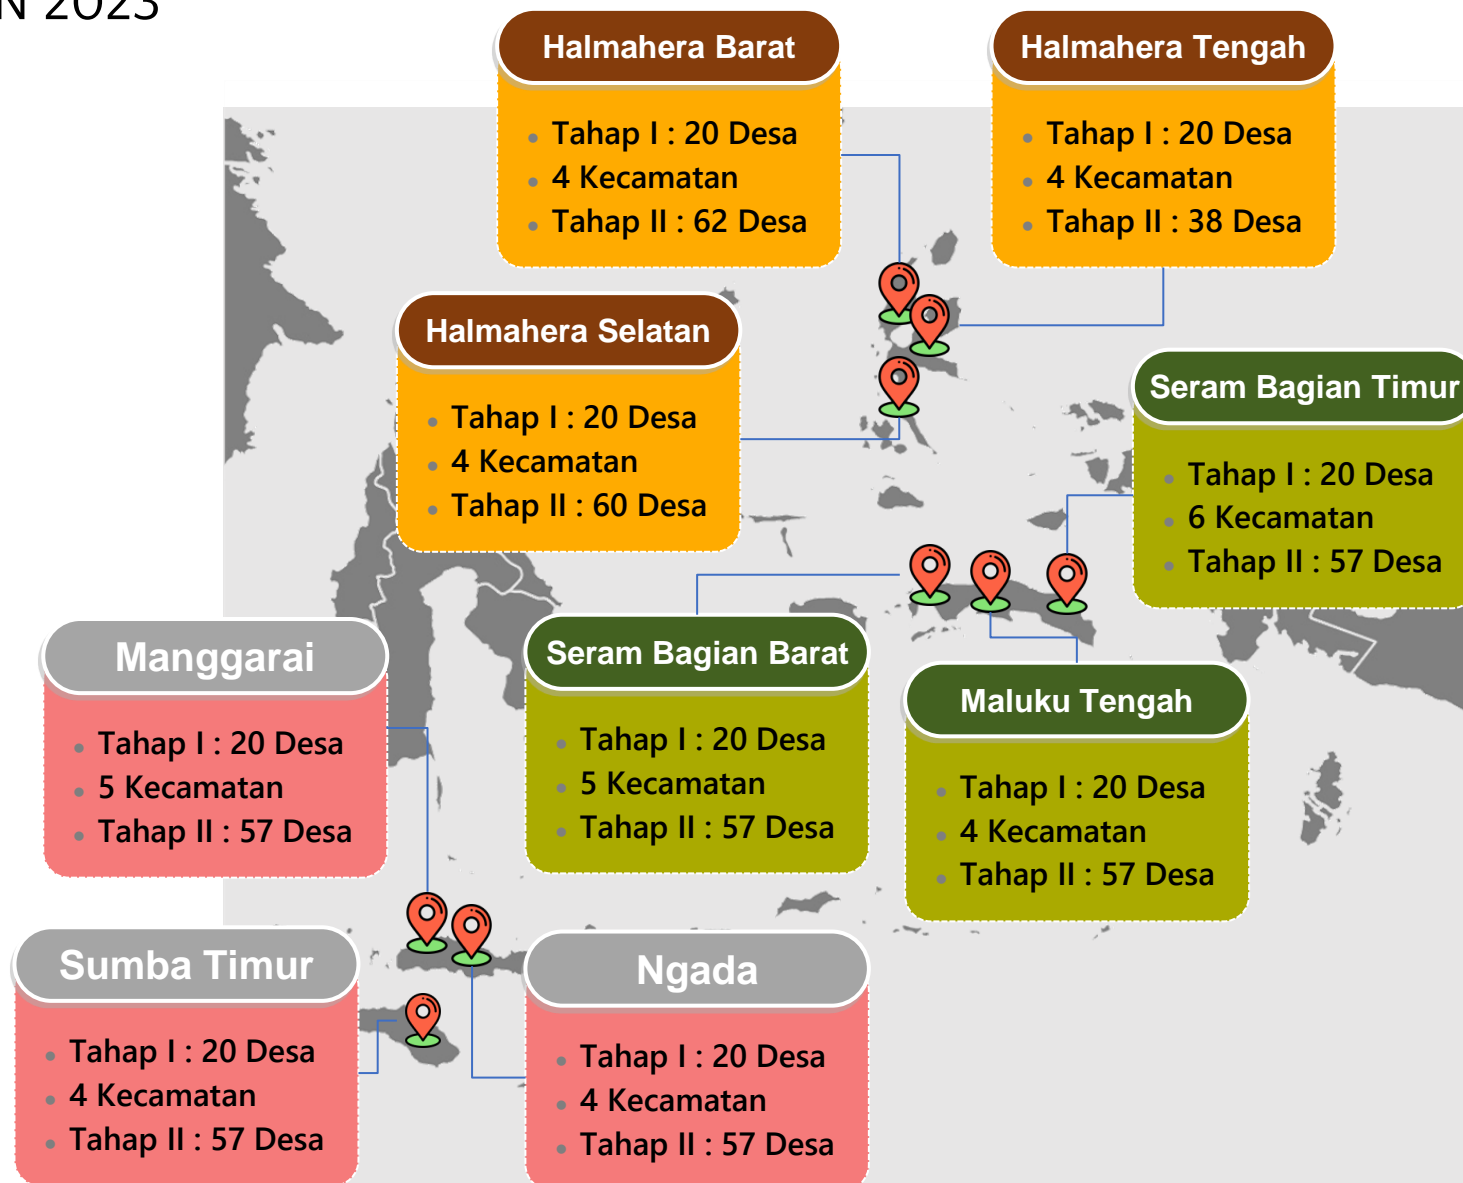 N 2023
Halmahera Barat
Tahap I : 20 Desa
4 Kecamatan
Tahap II : 62 Desa
Halmahera Tengah
Tahap I : 20 Desa
4 Kecamatan
Tahap II : 38 Desa
Halmahera Selatan
Tahap I : 20 Desa
4 Kecamatan
Tahap II : 60 Desa
Seram Bagian Timur
Tahap I : 20 Desa
6 Kecamatan
Tahap II : 57 Desa
Manggarai
Tahap I : 20 Desa
5 Kecamatan
Tahap II : 57 Desa
Seram Bagian Barat
Tahap I : 20 Desa
5 Kecamatan
Tahap II : 57 Desa
Maluku Tengah
Tahap I : 20 Desa
4 Kecamatan
Tahap II : 57 Desa
Sumba Timur
Tahap I : 20 Desa
4 Kecamatan
Tahap II : 57 Desa
Ngada
Tahap I : 20 Desa
4 Kecamatan
Tahap II : 57 Desa